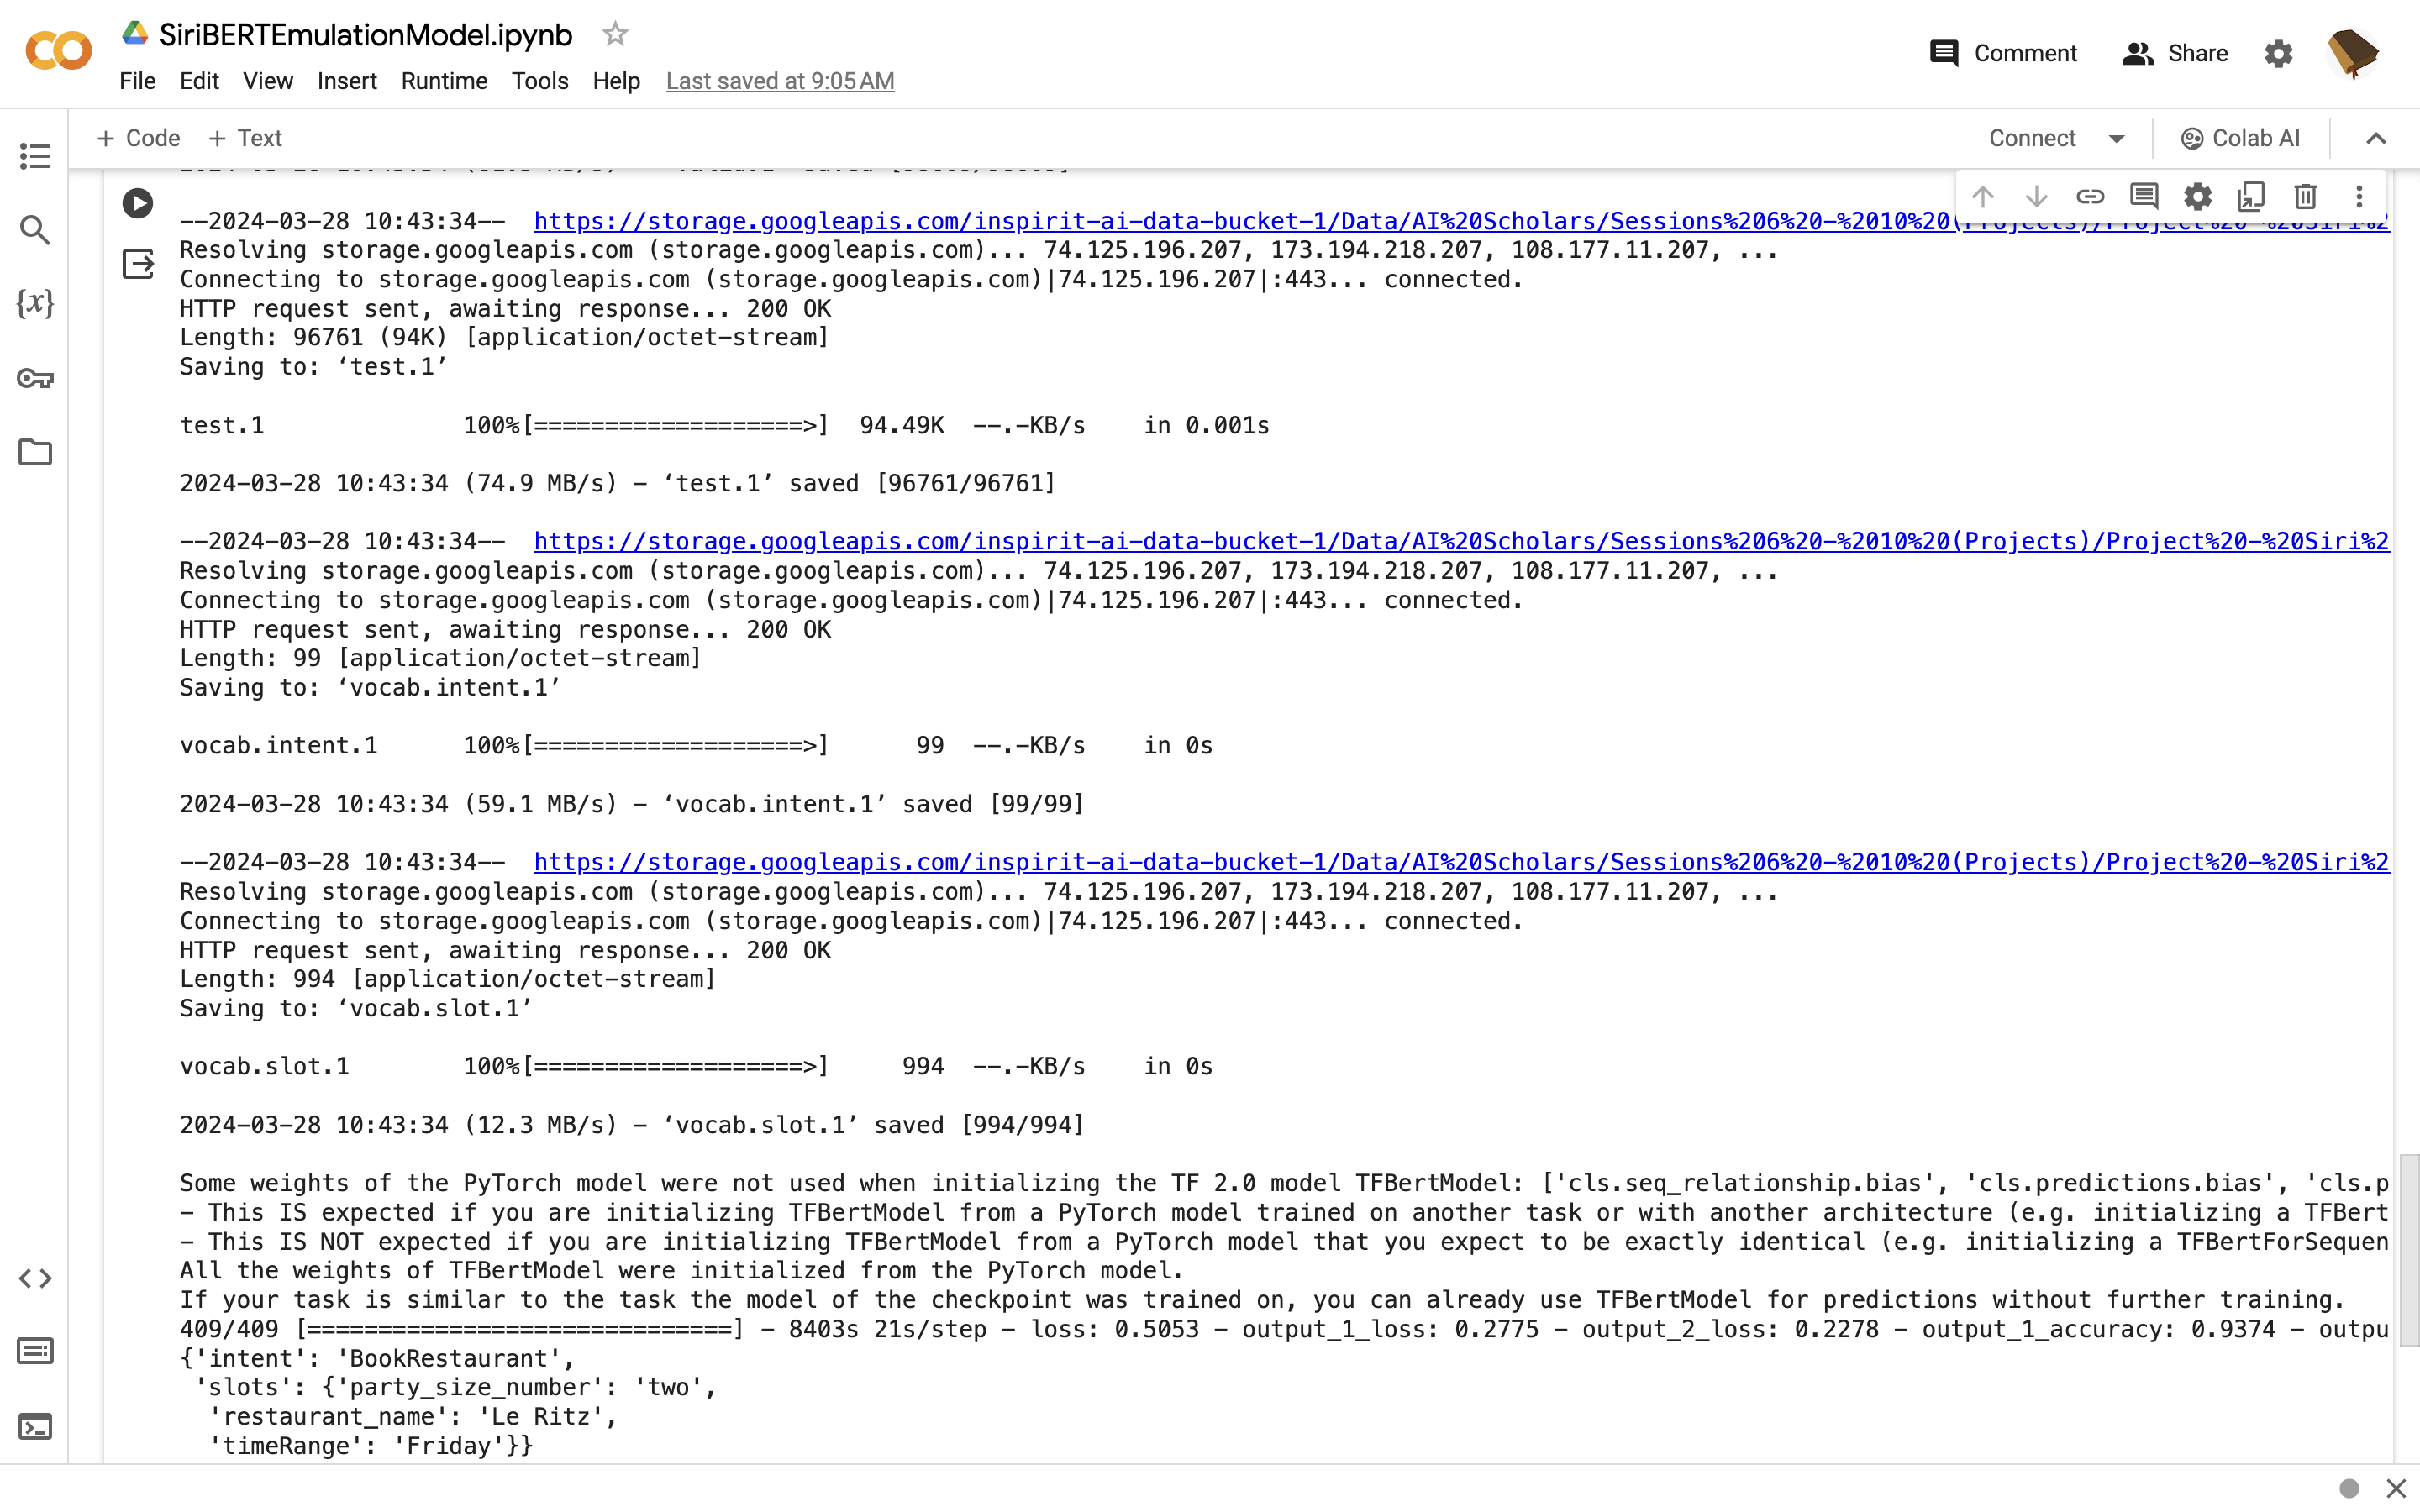 SiriBERTEmulationModel.ipynb
File Edit View Insert Runtime Tools Help Last saved at 9:05 AM
Comment Share
+ Code + Text
Connect Colab AI
--2024-03-28 10:43:34-- https://storage.googleapis.com/inspirit-ai-data-bucket-1/Data/AI%20Scholars/Sessions%206%20-%2010%20(Projects)/Project%20-%20Siri%2
Resolving storage.googleapis.com (storage.googleapis.com)... 74.125.196.207, 173.194.218.207, 108.177.11.207, ...
Connecting to storage.googleapis.com (storage.googleapis.com)|74.125.196.207|:443... connected.
HTTP request sent, awaiting response... 200 OK
Length: 96761 (94K) [application/octet-stream]
Saving to: ‘test.1’
test.1 100%[===================>] 94.49K --.-KB/s in 0.001s
2024-03-28 10:43:34 (74.9 MB/s) - ‘test.1’ saved [96761/96761]
--2024-03-28 10:43:34-- https://storage.googleapis.com/inspirit-ai-data-bucket-1/Data/AI%20Scholars/Sessions%206%20-%2010%20(Projects)/Project%20-%20Siri%2
Resolving storage.googleapis.com (storage.googleapis.com)... 74.125.196.207, 173.194.218.207, 108.177.11.207, ...
Connecting to storage.googleapis.com (storage.googleapis.com)|74.125.196.207|:443... connected.
HTTP request sent, awaiting response... 200 OK
Length: 99 [application/octet-stream]
Saving to: ‘vocab.intent.1’
vocab.intent.1 100%[===================>] 99 --.-KB/s in 0s
2024-03-28 10:43:34 (59.1 MB/s) - ‘vocab.intent.1’ saved [99/99]
--2024-03-28 10:43:34-- https://storage.googleapis.com/inspirit-ai-data-bucket-1/Data/AI%20Scholars/Sessions%206%20-%2010%20(Projects)/Project%20-%20Siri%2
Resolving storage.googleapis.com (storage.googleapis.com)... 74.125.196.207, 173.194.218.207, 108.177.11.207, ...
Connecting to storage.googleapis.com (storage.googleapis.com)|74.125.196.207|:443... connected.
HTTP request sent, awaiting response... 200 OK
Length: 994 [application/octet-stream]
Saving to: ‘vocab.slot.1’
vocab.slot.1 100%[===================>] 994 --.-KB/s in 0s
2024-03-28 10:43:34 (12.3 MB/s) - ‘vocab.slot.1’ saved [994/994]
Some weights of the PyTorch model were not used when initializing the TF 2.0 model TFBertModel: ['cls.seq_relationship.bias', 'cls.predictions.bias', 'cls.p
- This IS expected if you are initializing TFBertModel from a PyTorch model trained on another task or with another architecture (e.g. initializing a TFBert
- This IS NOT expected if you are initializing TFBertModel from a PyTorch model that you expect to be exactly identical (e.g. initializing a TFBertForSequen
All the weights of TFBertModel were initialized from the PyTorch model.
If your task is similar to the task the model of the checkpoint was trained on, you can already use TFBertModel for predictions without further training.
409/409 [==============================] - 8403s 21s/step - loss: 0.5053 - output_1_loss: 0.2775 - output_2_loss: 0.2278 - output_1_accuracy: 0.9374 - outpu
{'intent': 'BookRestaurant',
'slots': {'party_size_number': 'two',
'restaurant_name': 'Le Ritz',
'timeRange': 'Friday'}}